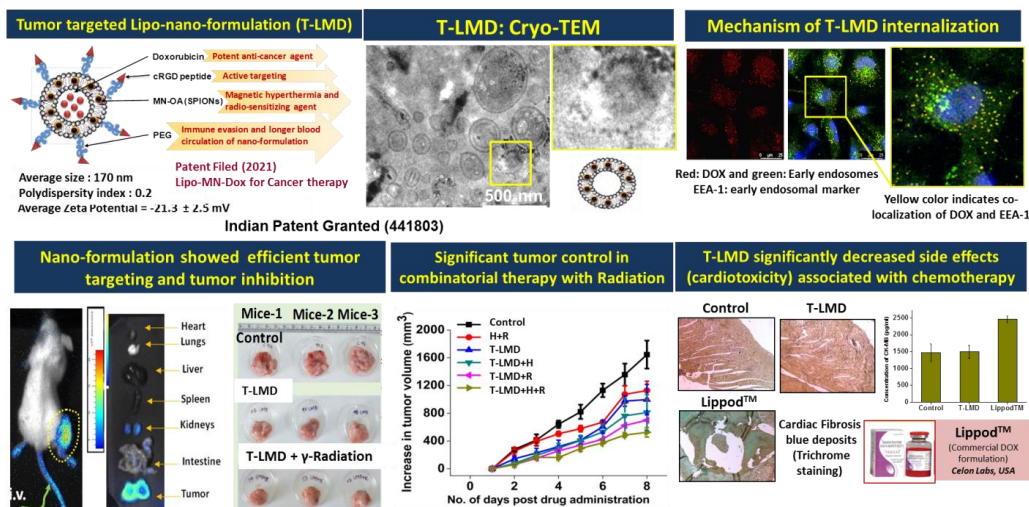 Tumor targeted Lipo-nano-formulation (T-LMD)
Doxorubicin
Potent anti-cancer agent
cRGD peptide
Active targeting
MN-OA (SPIONs)
Magnetic hyperthermia and
radio-sensitizing agent
PEG
Immune evasion and longer blood
circulation of nano-formulation
Average size : 170 nm
Polydispersity index : 0.2
Average Zeta Potential = -21.3 ± 2.5 mV
Patent Filed (2021)
Lipo-MN-Dox for Cancer therapy
Indian Patent Granted (441803)
T-LMD: Cryo-TEM
500 nm
Mechanism of T-LMD internalization
Red: DOX and green: Early endosomes
EEA-1: early endosomal marker
Yellow color indicates co-
localization of DOX and EEA-1
Nano-formulation showed efficient tumor
targeting and tumor inhibition
i.v.
Heart
Lungs
Liver
Spleen
Kidneys
Intestine
Tumor
Mice-1 Mice-2 Mice-3
Control
T-LMD
T-LMD + γ-Radiation
Significant tumor control in
combinatorial therapy with Radiation
Increase in tumor volume (mm3)
2000
1600
1200
800
400
0
Control
H+R
T-LMD
T-LMD+H
T-LMD+R
T-LMD+H+R
0 2 4 6 8
No. of days post drug administration
T-LMD significantly decreased side effects
(cardiotoxicity) associated with chemotherapy
Control
T-LMD
Lippod™
Cardiac Fibrosis
blue deposits
(Trichrome
staining)
Concentration of CK-MB (pg/ml)
2500
2000
1500
1000
500
0
Control T-LMD Lippod™
Lippod™
(Commercial DOX
formulation)
Celon Labs, USA